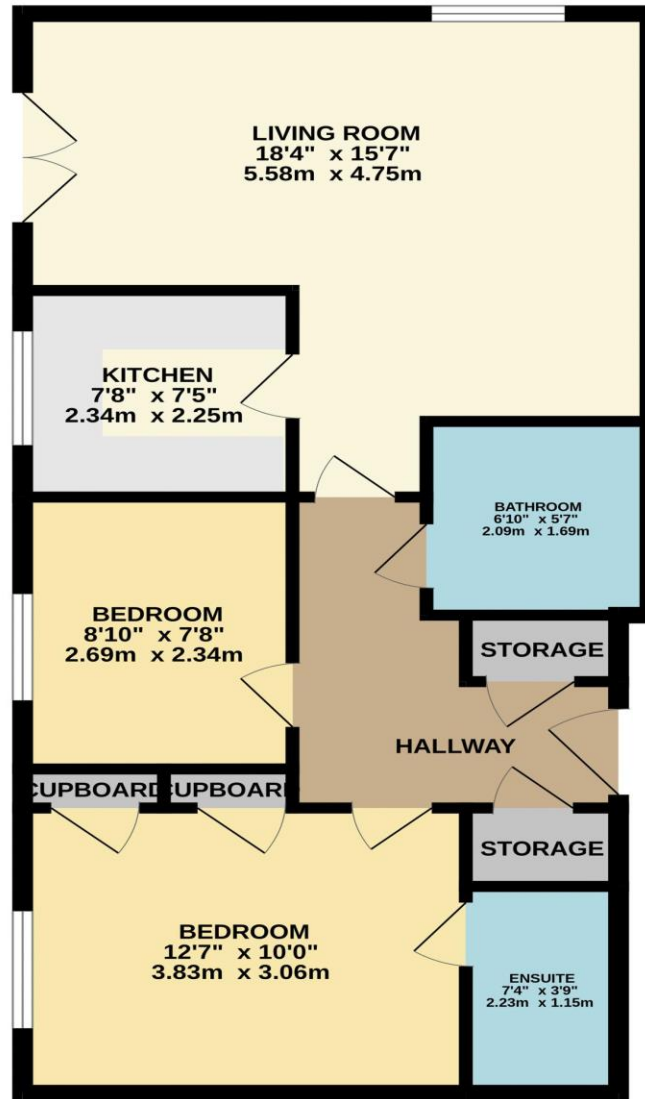 LIVING ROOM
18'4" x 15'7"
5.58m x 4.75m
KITCHEN
7'8" x 7'5"
2.34m x 2.25m
BATHROOM
6'10" x 5'7"
2.09m x 1.69m
BEDROOM
8'10" x 7'8"
2.69m x 2.34m
STORAGE
HALLWAY
CUPBOARD
CUPBOARD
STORAGE
BEDROOM
12'7" x 10'0"
3.83m x 3.06m
ENSUITE
7'4" x 3'9"
2.23m x 1.15m